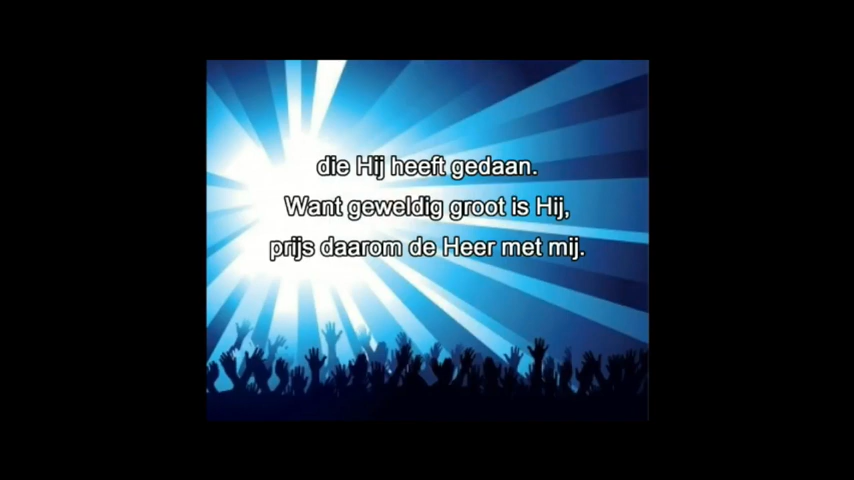 die Hij heeft gedaan.
Want geweldig groot is Hij,
prijs daarom de Heer met mij.